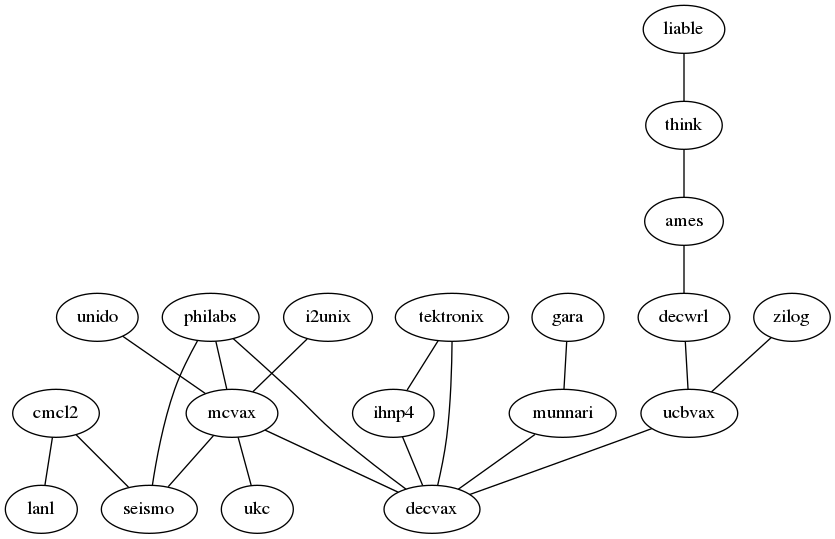 liable
think
ames
unido philabs i2unix tektronix gara decwrl zilog
cmcl2 mcvax ihnp4 munnari ucbvax
lanl seismo ukc decvax